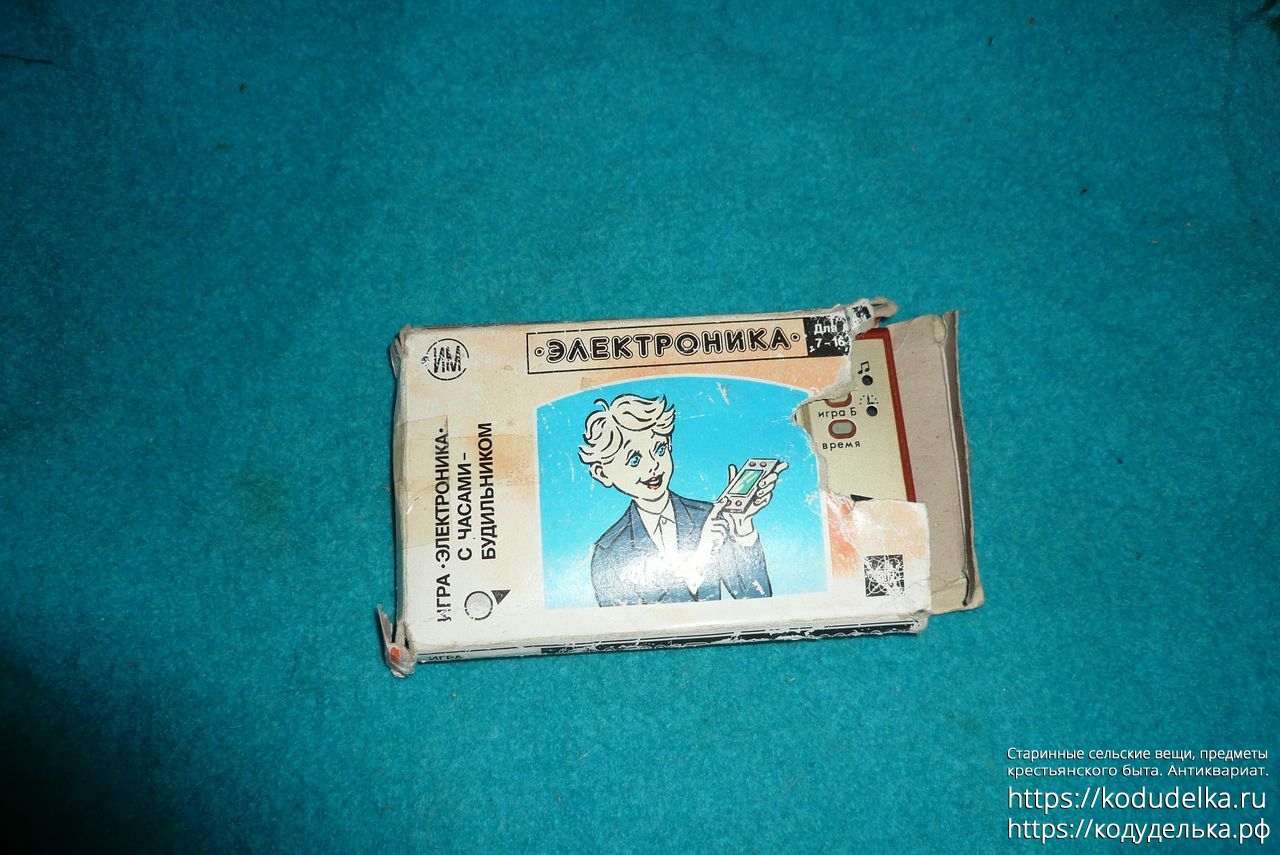 ИМ
·ЭЛЕКТРОНИКА·
Для
7-16
игра Б
время
ИГРА ·ЭЛЕКТРОНИКА·
С ЧАСАМИ-
БУДИЛЬНИКОМ
ИГРА
Старинные сельские вещи, предметы
крестьянского быта. Антиквариат.
https://kodudelka.ru
https://кодуделька.рф